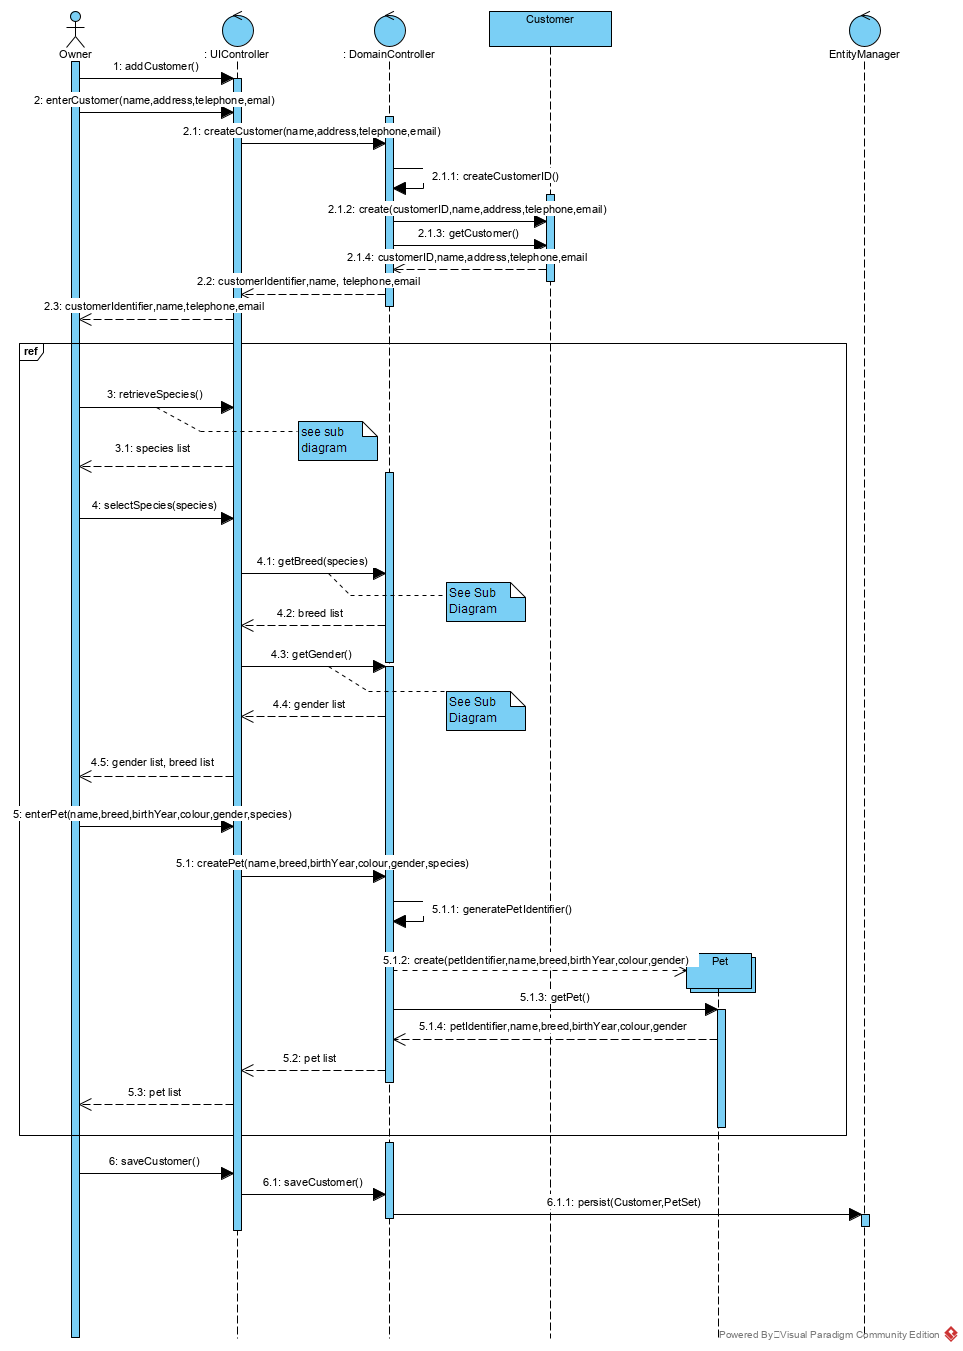 Customer
Owner
: UIController
: DomainController
EntityManager
1: addCustomer()
2: enterCustomer(name,address,telephone,emal)
2.1: createCustomer(name,address,telephone,email)
2.1.1: createCustomerID()
2.1.2: create(customerID,name,address,telephone,email)
2.1.3: getCustomer()
2.1.4: customerID,name,address,telephone,email
2.2: customerIdentifier,name, telephone,email
2.3: customerIdentifier,name,telephone,email
ref
3: retrieveSpecies()
see sub
diagram
3.1: species list
4: selectSpecies(species)
4.1: getBreed(species)
See Sub
Diagram
4.2: breed list
4.3: getGender()
See Sub
Diagram
4.4: gender list
4.5: gender list, breed list
5: enterPet(name,breed,birthYear,colour,gender,species)
5.1: createPet(name,breed,birthYear,colour,gender,species)
5.1.1: generatePetIdentifier()
5.1.2: create(petIdentifier,name,breed,birthYear,colour,gender)
Pet
5.1.3: getPet()
5.1.4: petIdentifier,name,breed,birthYear,colour,gender
5.2: pet list
5.3: pet list
6: saveCustomer()
6.1: saveCustomer()
6.1.1: persist(Customer,PetSet)
Powered By Visual Paradigm Community Edition